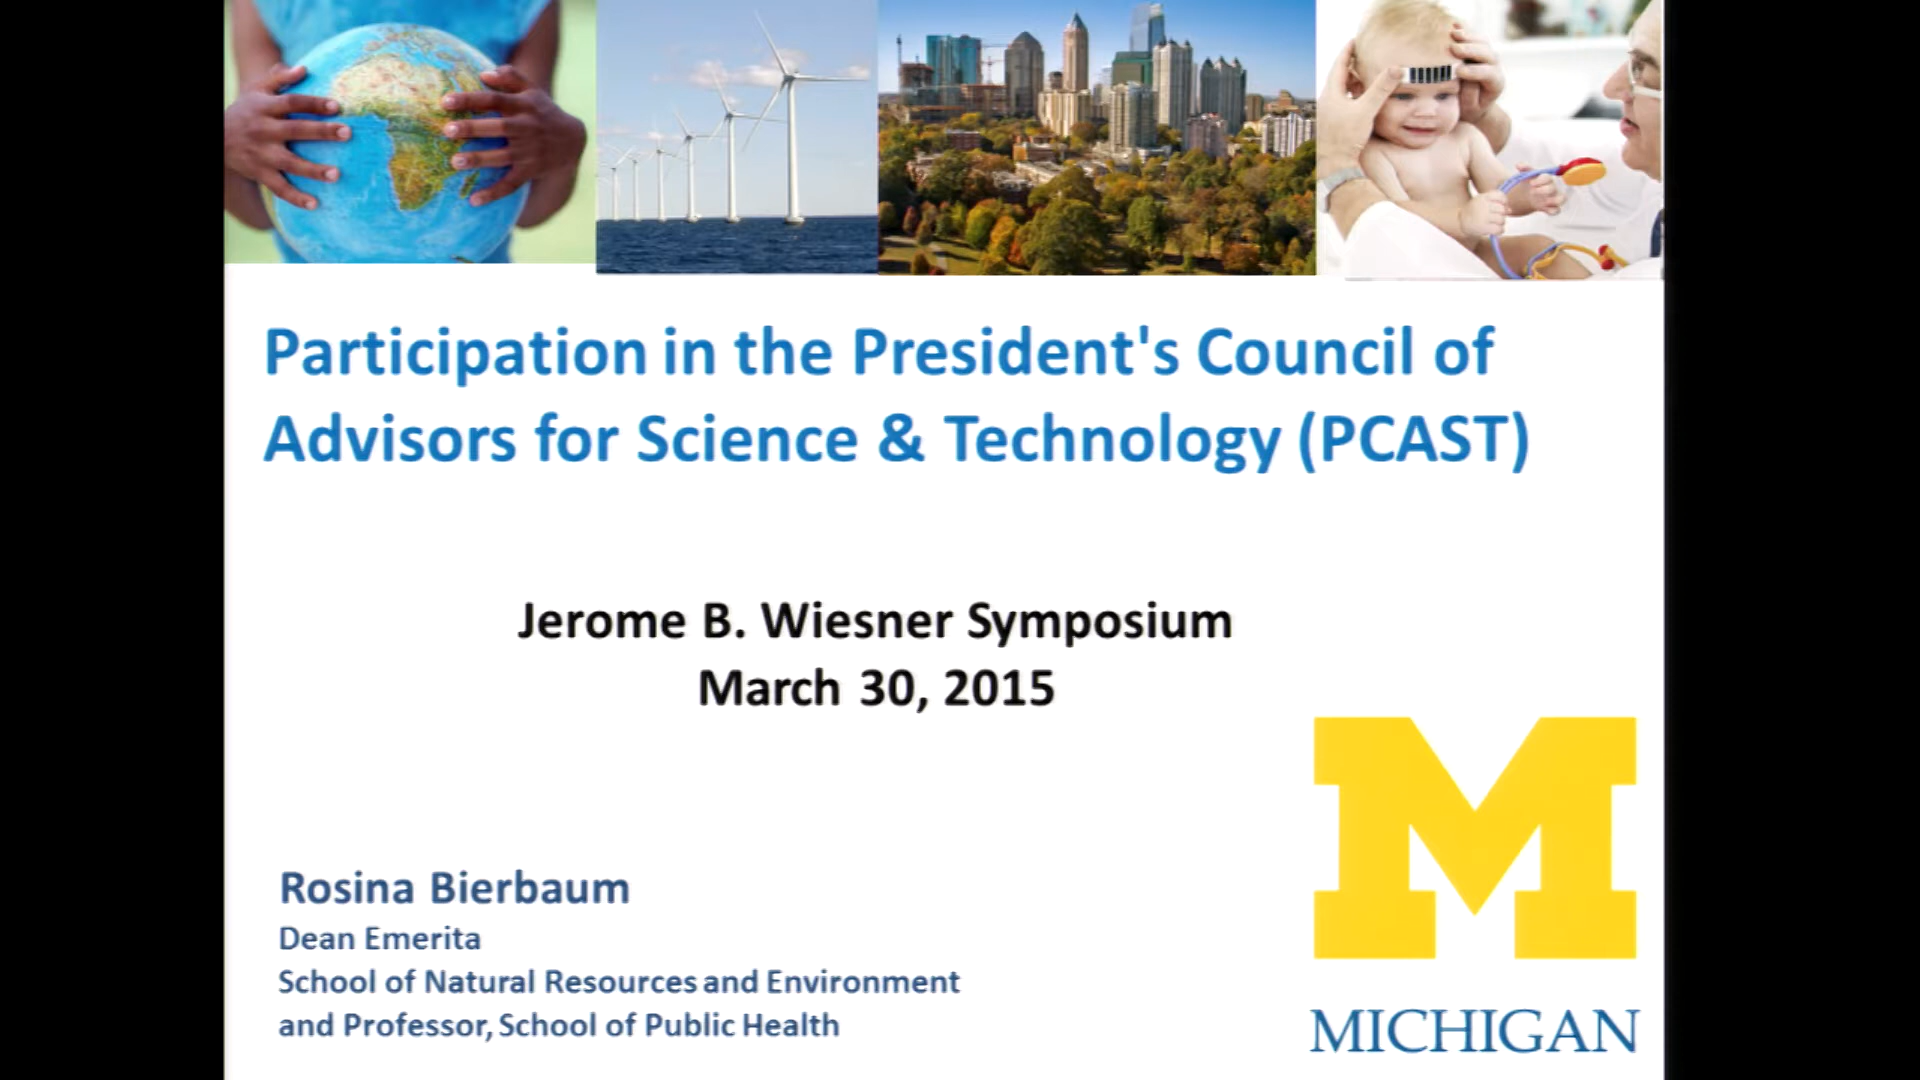 Participation in the President's Council of
Advisors for Science & Technology (PCAST)
Jerome B. Wiesner Symposium
March 30, 2015
Rosina Bierbaum
Dean Emerita
School of Natural Resources and Environment
and Professor, School of Public Health
M
MICHIGAN